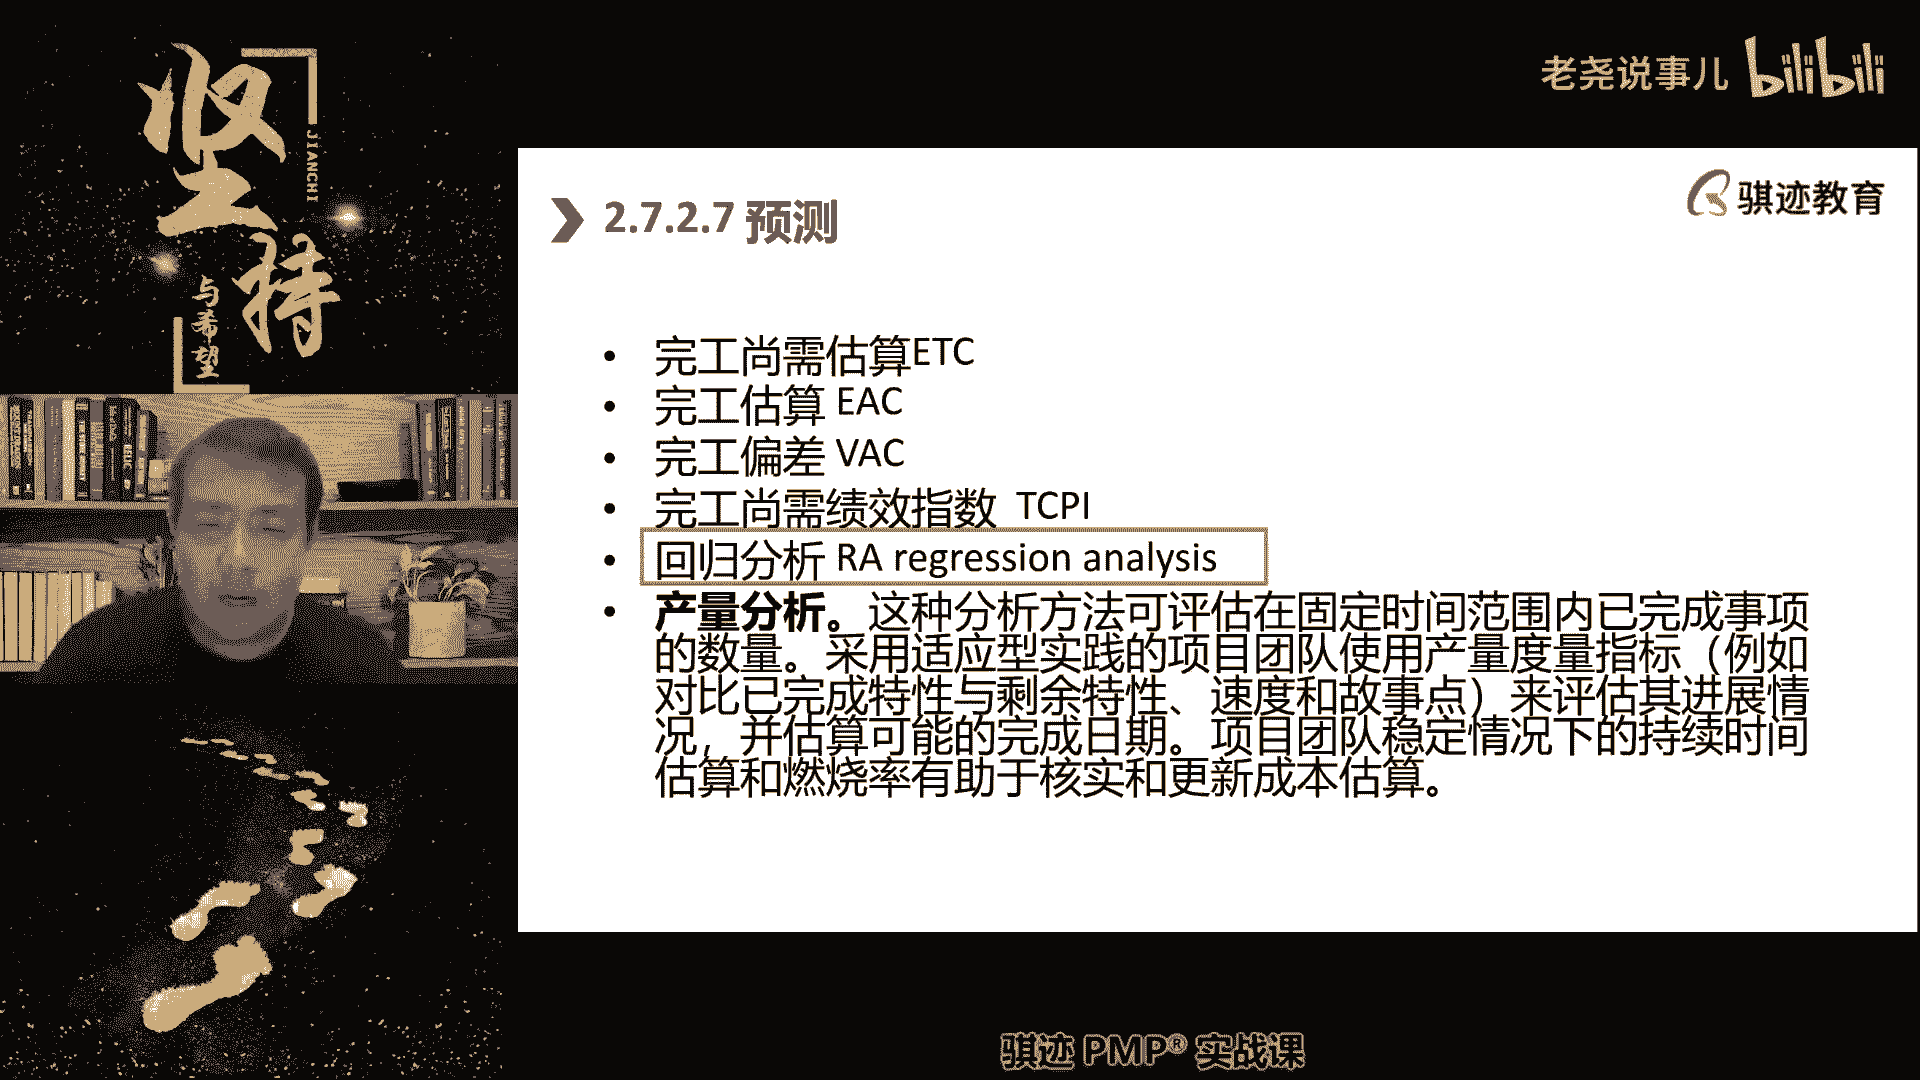 坚持
JIANCHI
与希望
老尧说事儿 bilibili
骐迹教育
2.7.2.7 预测
• 完工尚需估算ETC
• 完工估算 EAC
• 完工偏差 VAC
• 完工尚需绩效指数 TCPI
• 回归分析 RA regression analysis
• 产量分析。这种分析方法可评估在固定时间范围内已完成事项
的数量。采用适应型实践的项目团队使用产量度量指标（例如
对比已完成特性与剩余特性、速度和故事点）来评估其进展情
况，并估算可能的完成日期。项目团队稳定情况下的持续时间
估算和燃烧率有助于核实和更新成本估算。
骐迹 PMP® 实战课